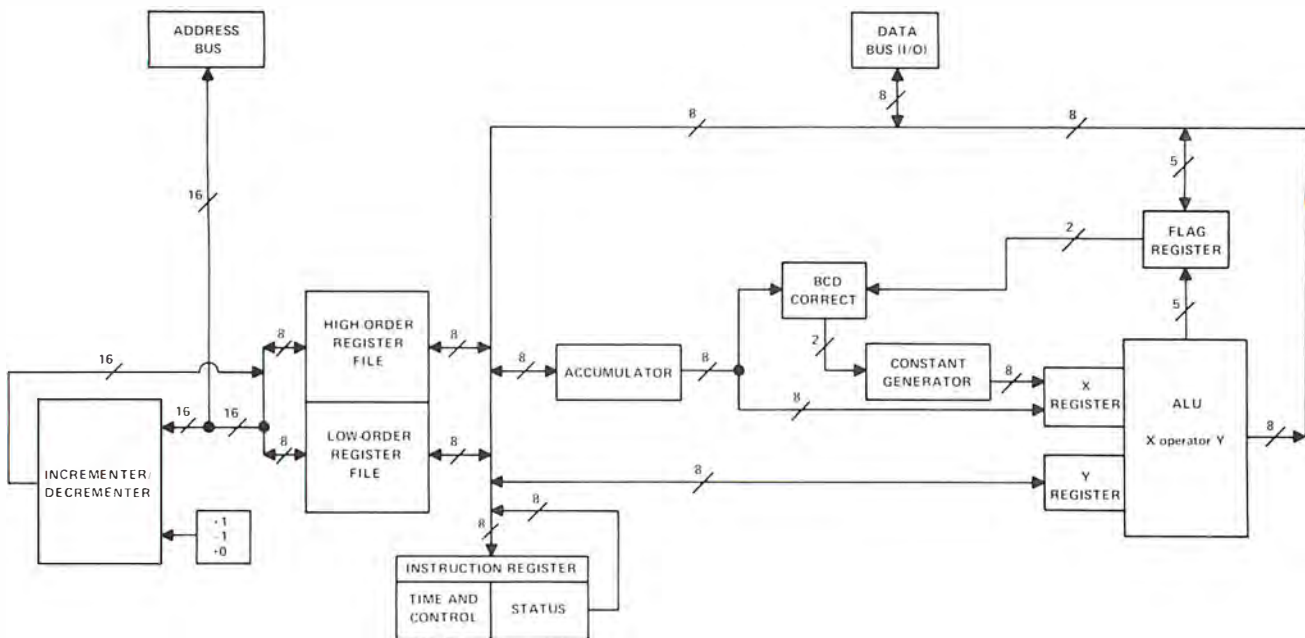 ADDRESS
BUS
DATA
BUS (I/O)
8
8
8
16
5
2
FLAG
REGISTER
BCD
CORRECT
5
HIGH ORDER
REGISTER
FILE
8
8
2
16
8
ACCUMULATOR
8
CONSTANT
GENERATOR
8
X
REGISTER
ALU
X operator Y
8
8
16
16
8
LOW-ORDER
REGISTER
FILE
8
INCREMENTER/
DECREMENTER
8
Y
REGISTER
+1
-1
+0
8
8
INSTRUCTION REGISTER
TIME AND
CONTROL
STATUS